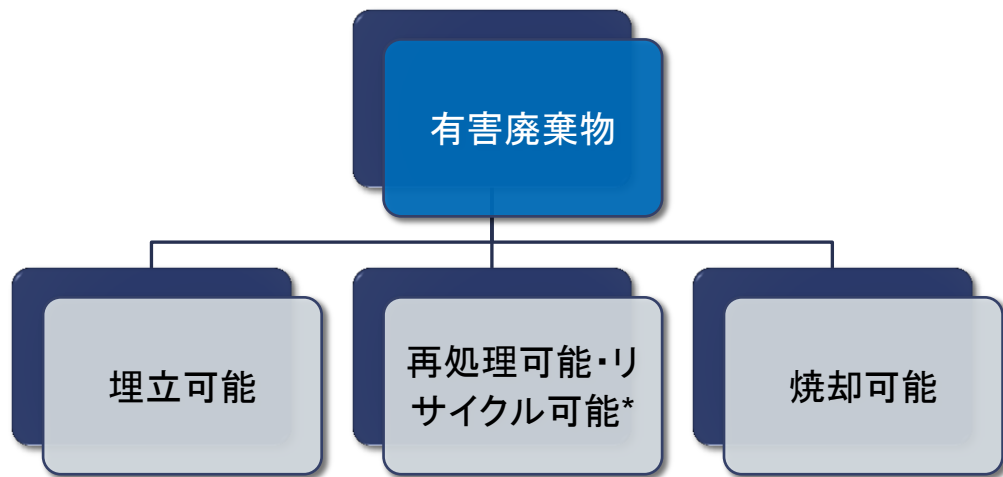 有害廃棄物
埋立可能
再処理可能・リ
サイクル可能*
焼却可能